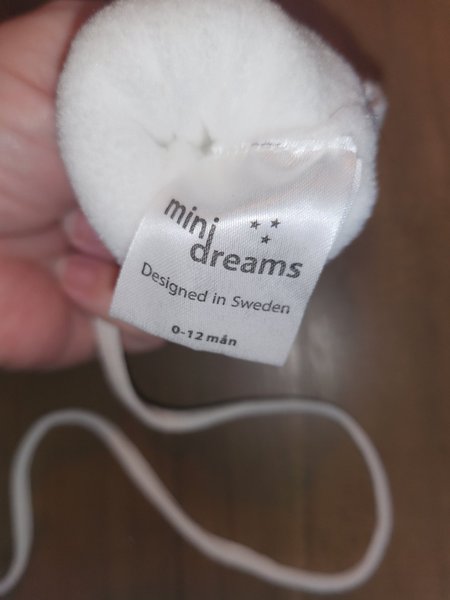 mini
dreams
Designed in Sweden
0-12 mån